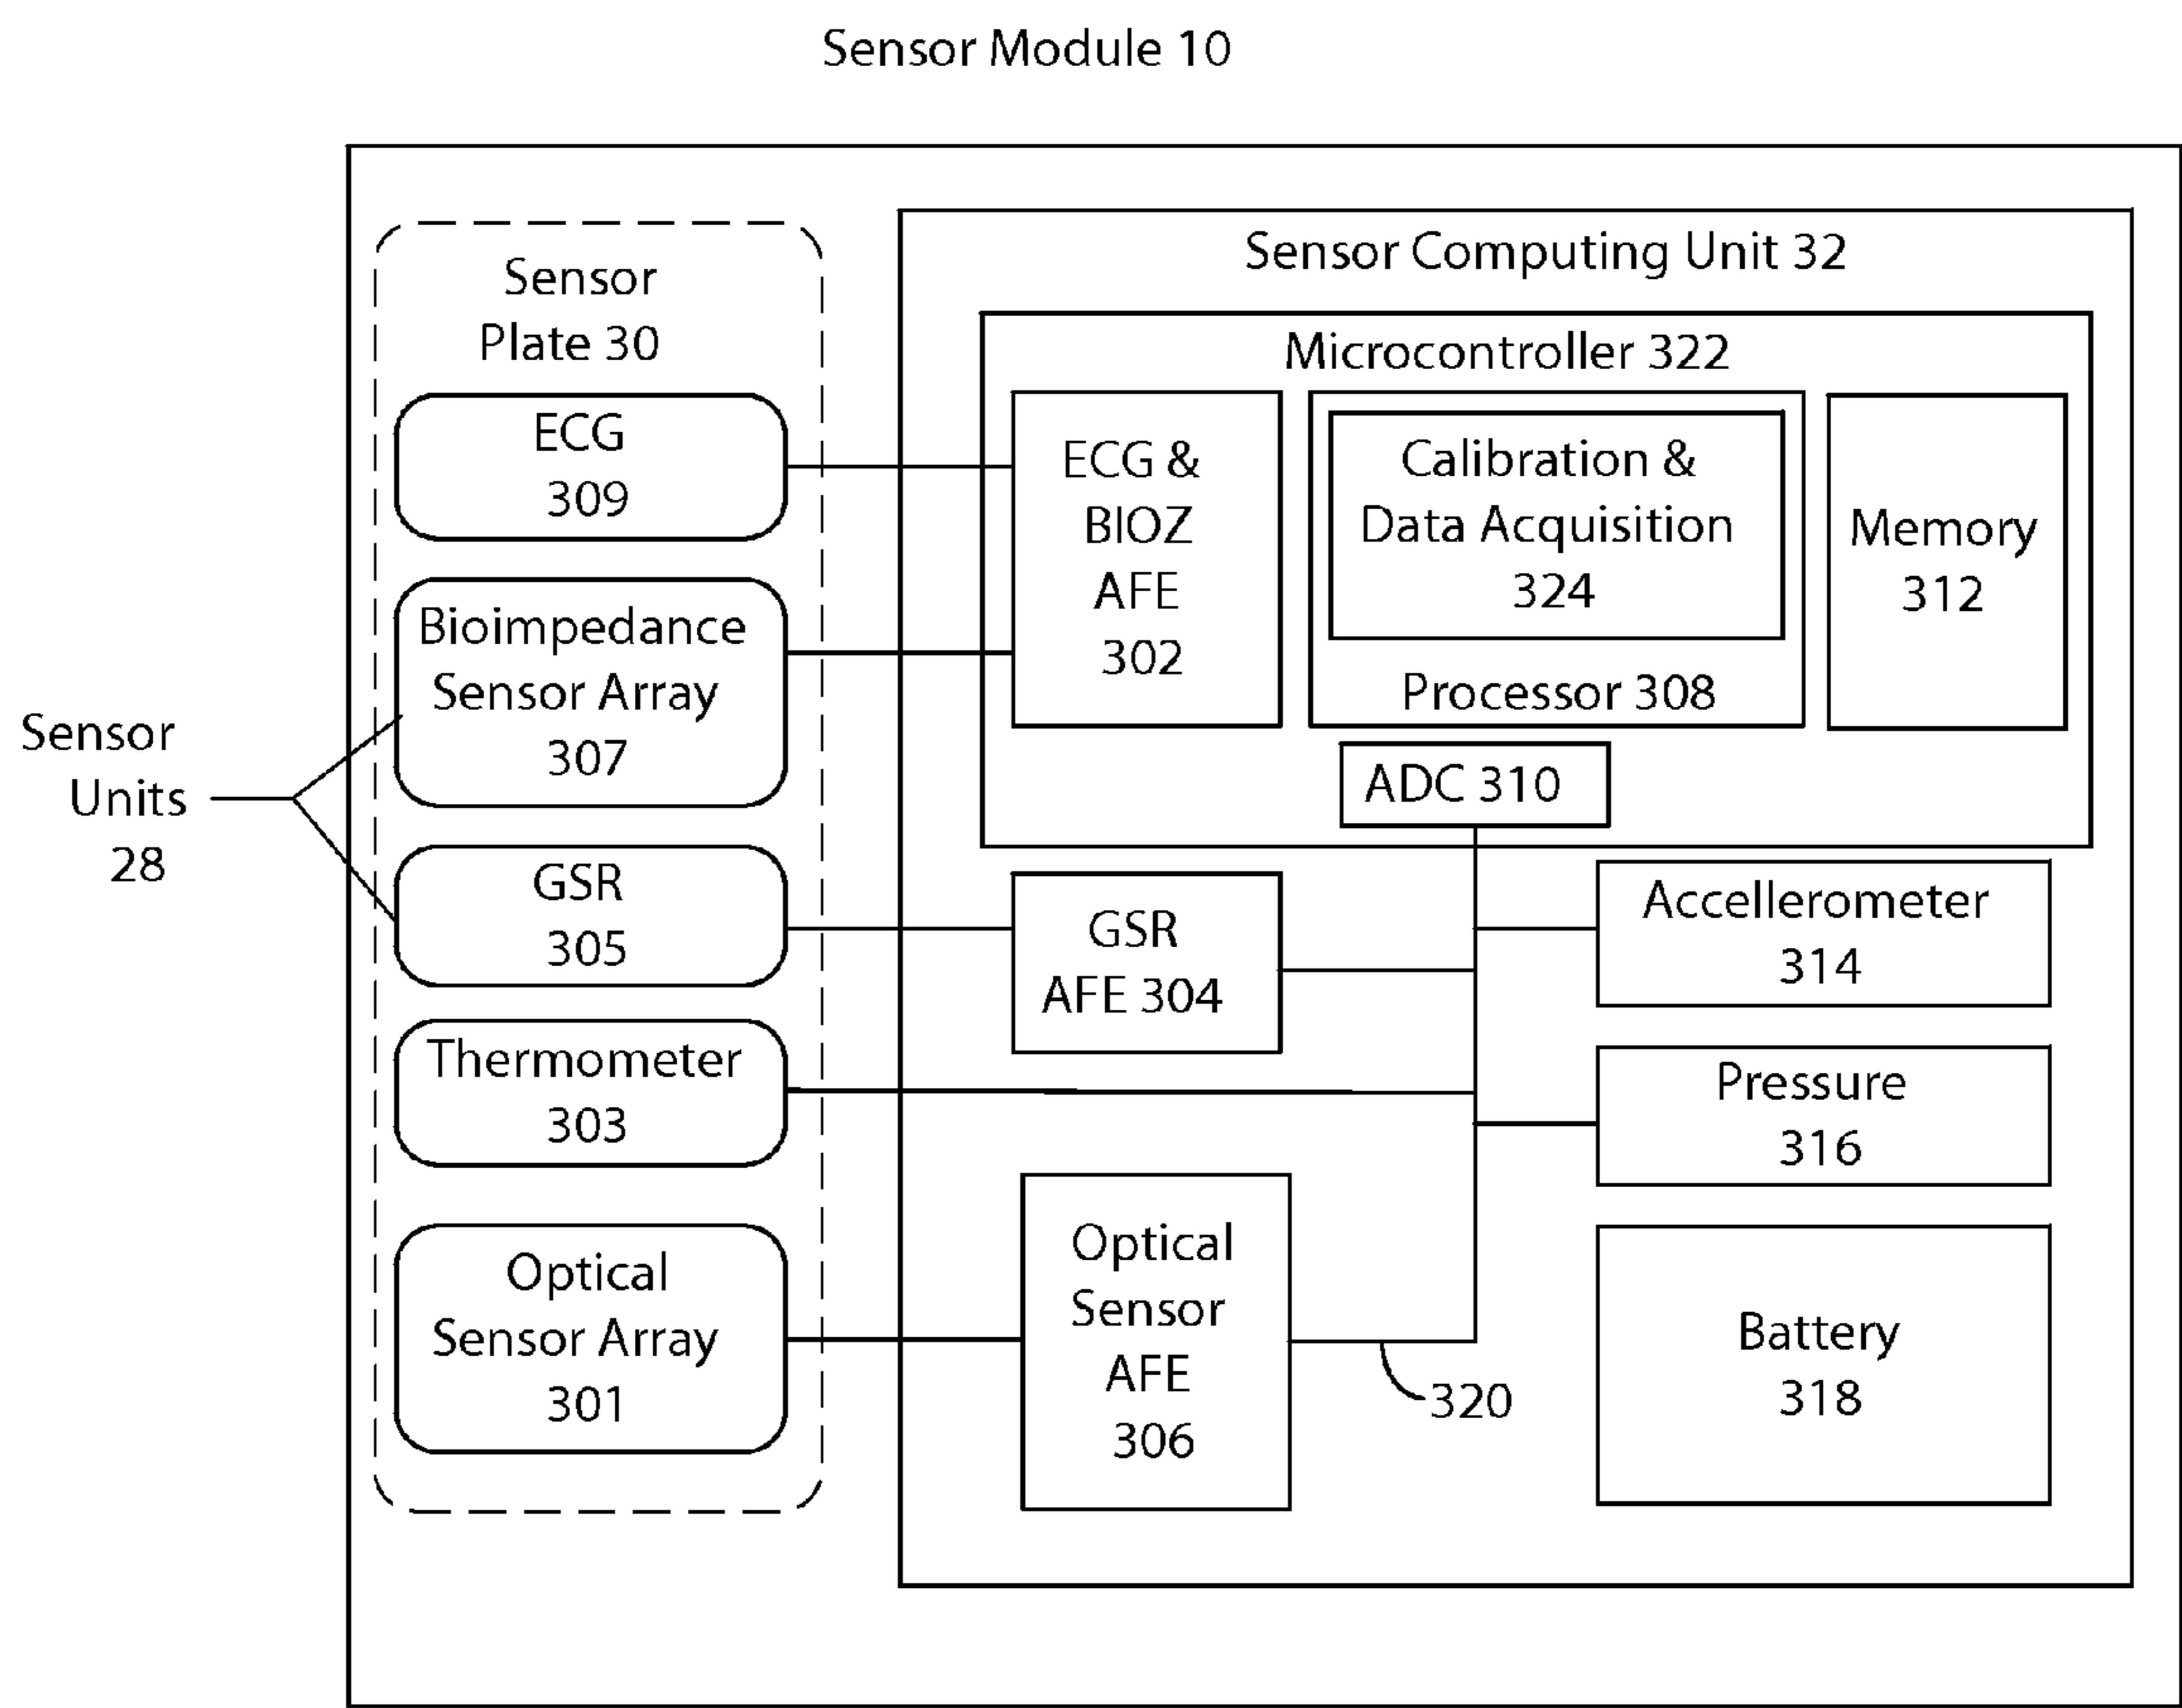 Sensor Module 10
Sensor
Plate 30
ECG
309
Bioimpedance
Sensor Array
307
GSR
305
Thermometer
303
Optical
Sensor Array
301
Sensor
Units
28
Sensor Computing Unit 32
Microcontroller 322
ECG &
BIOZ
AFE
302
Calibration &
Data Acquisition
324
Processor 308
Memory
312
ADC 310
GSR
AFE 304
Accellerometer
314
Pressure
316
Optical
Sensor
AFE
306
320
Battery
318